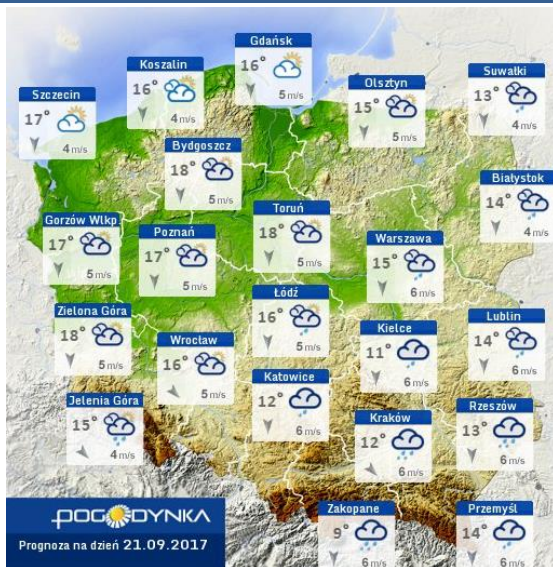 Gdańsk
16°
5 m/s
Koszalin
16°
4 m/s
Suwałki
13°
4 m/s
Olsztyn
15°
5 m/s
Szczecin
17°
4 m/s
Bydgoszcz
18°
5 m/s
Białystok
14°
4 m/s
Toruń
18°
5 m/s
Gorzów Wlkp
17°
5 m/s
Poznań
17°
5 m/s
Warszawa
15°
6 m/s
Łódź
16°
5 m/s
Zielona Góra
18°
5 m/s
Lublin
14°
6 m/s
Kielce
11°
6 m/s
Wrocław
16°
5 m/s
Katowice
12°
6 m/s
Jelenia Góra
15°
4 m/s
Rzeszów
13°
6 m/s
Kraków
12°
6 m/s
Zakopane
9°
6 m/s
Przemyśl
14°
6 m/s
POGODYNKA
Prognoza na dzień 21.09.2017